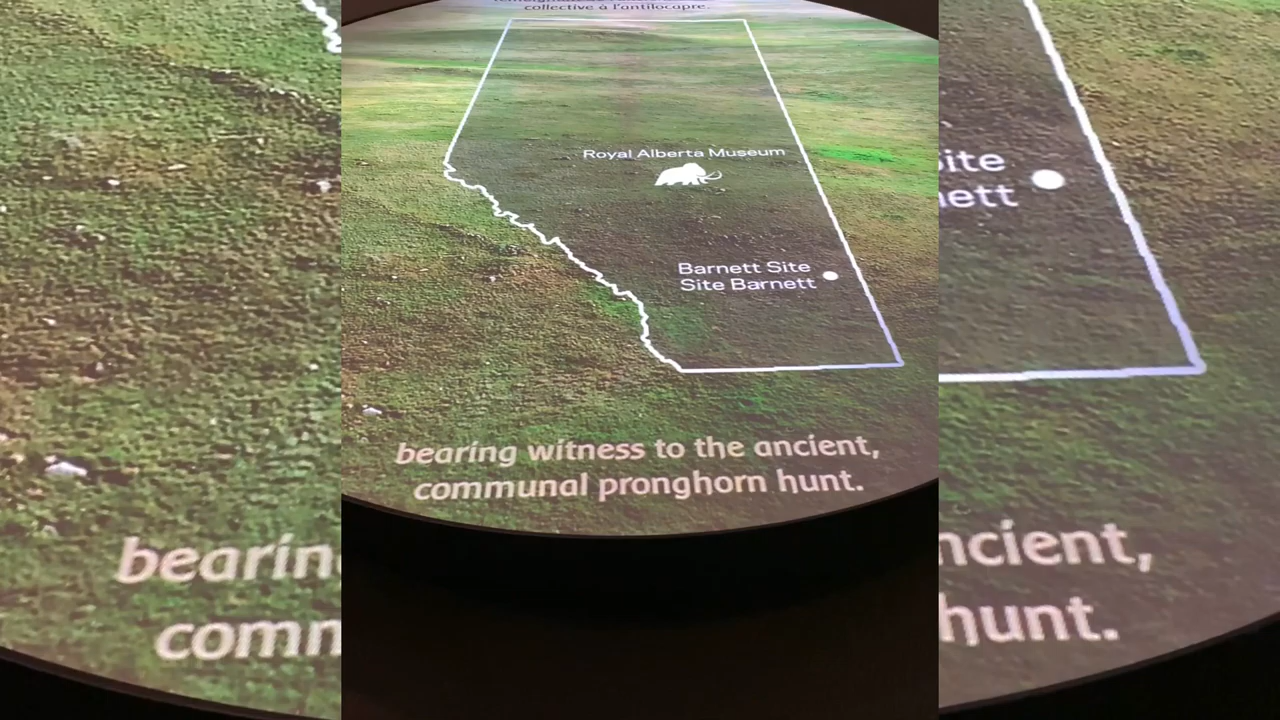 collective à l'antilocapre.
Royal Alberta Museum
Barnett Site
Site Barnett
bearing witness to the ancient,
communal pronghorn hunt.